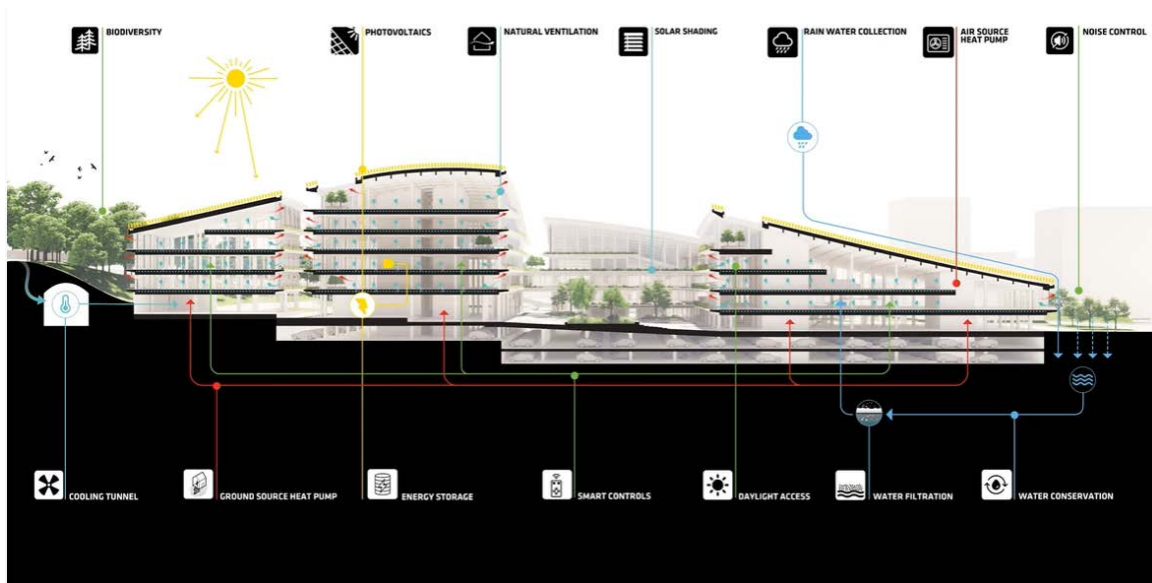 BIODIVERSITY
PHOTOVOLTAICS
NATURAL VENTILATION
SOLAR SHADING
RAIN WATER COLLECTION
AIR SOURCE
HEAT PUMP
NOISE CONTROL
COOLING TUNNEL
GROUND SOURCE HEAT PUMP
ENERGY STORAGE
SMART CONTROLS
DAYLIGHT ACCESS
WATER FILTRATION
WATER CONSERVATION